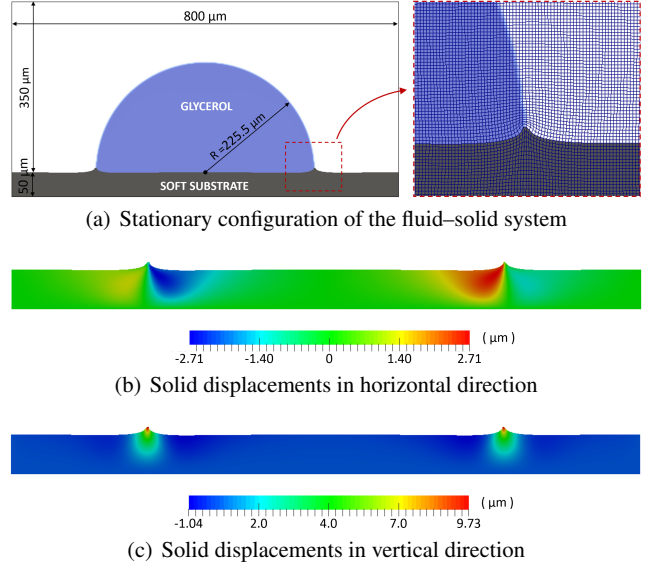 800 µm
350 µm
GLYCEROL
R =225.5 µm
50 µm
SOFT SUBSTRATE
(a) Stationary configuration of the fluid–solid system
( µm )
-2.71 -1.40 0 1.40 2.71
(b) Solid displacements in horizontal direction
( µm )
-1.04 2.0 4.0 7.0 9.73
(c) Solid displacements in vertical direction